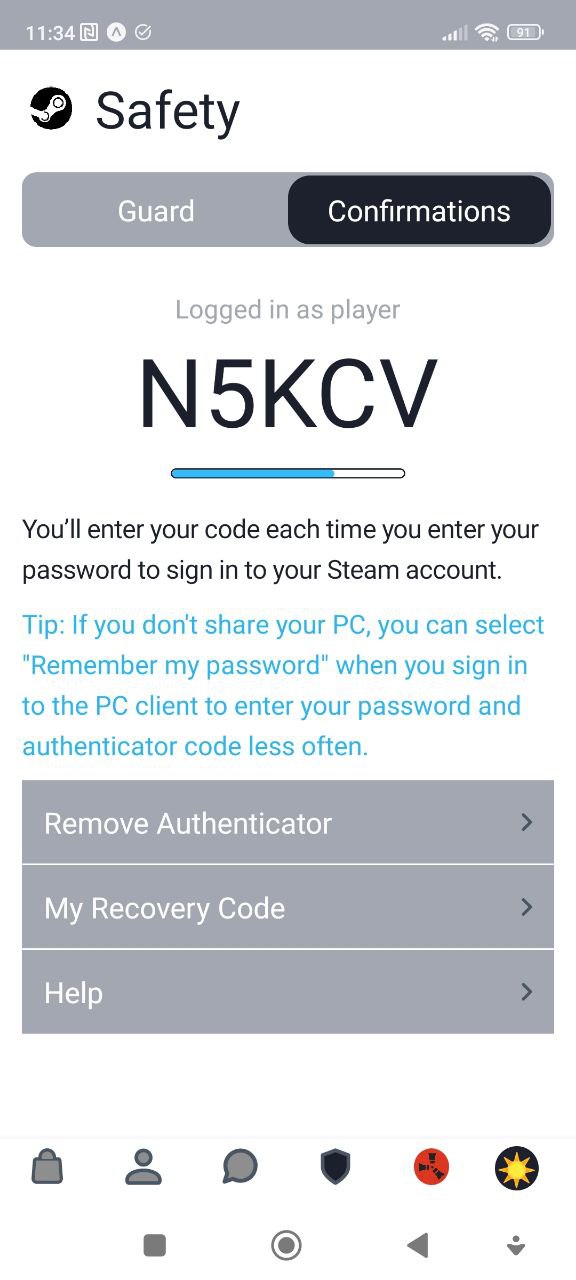 11:34
91
Safety
Guard
Confirmations
Logged in as player
N5KCV
You’ll enter your code each time you enter your
password to sign in to your Steam account.
Tip: If you don't share your PC, you can select
"Remember my password" when you sign in
to the PC client to enter your password and
authenticator code less often.
Remove Authenticator
My Recovery Code
Help